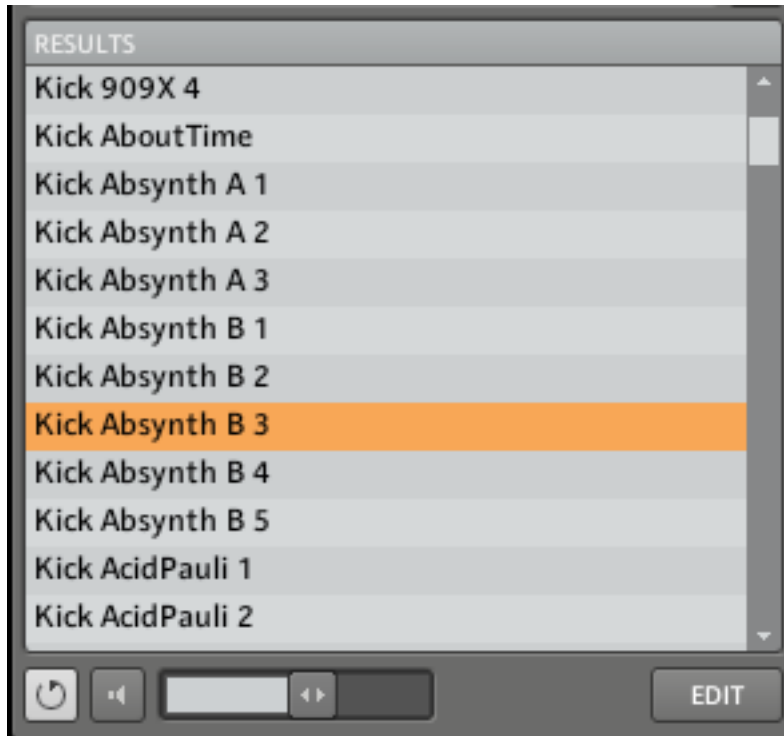 RESULTS
Kick 909X 4
Kick AboutTime
Kick Absynth A 1
Kick Absynth A 2
Kick Absynth A 3
Kick Absynth B 1
Kick Absynth B 2
Kick Absynth B 3
Kick Absynth B 4
Kick Absynth B 5
Kick AcidPauli 1
Kick AcidPauli 2
EDIT